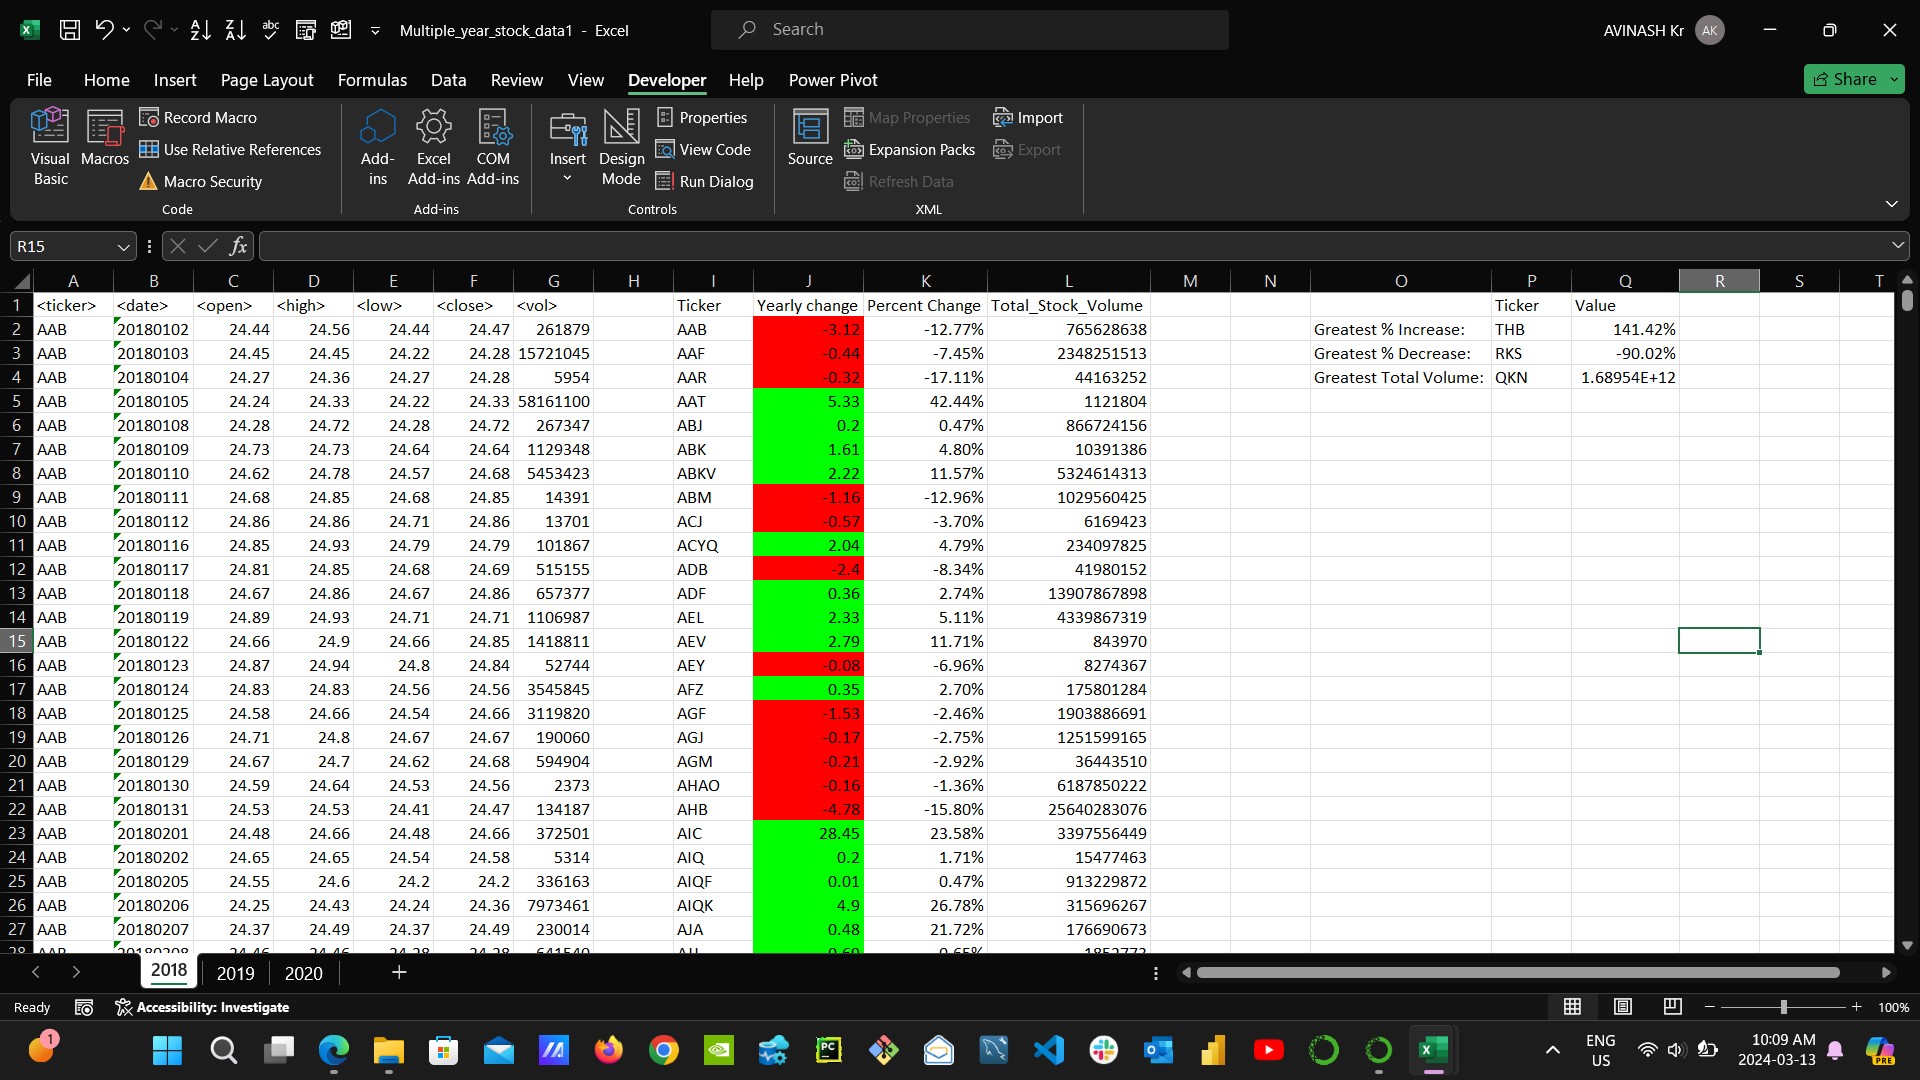 Multiple_year_stock_data1 - Excel
Search
AVINASH Kr AK
File Home Insert Page Layout Formulas Data Review View Developer Help Power Pivot Share
Visual Basic
Macros
Record Macro
Use Relative References
Macro Security
Code
Add-ins
Excel Add-ins
COM Add-ins
Add-ins
Insert
Design Mode
Properties
View Code
Run Dialog
Controls
Source
Map Properties
Expansion Packs
Refresh Data
Import
Export
XML
R15 fx
A B C D E F G H I J K L M N O P Q R S T
1 <ticker> <date> <open> <high> <low> <close> <vol> Ticker Yearly change Percent Change Total_Stock_Volume Ticker Value
2 AAB 20180102 24.44 24.56 24.44 24.47 261879 AAB -3.12 -12.77% 765628638 Greatest % Increase: THB 141.42%
3 AAB 20180103 24.45 24.45 24.22 24.28 15721045 AAF -0.44 -7.45% 2348251513 Greatest % Decrease: RKS -90.02%
4 AAB 20180104 24.27 24.36 24.27 24.28 5954 AAR -0.32 -17.11% 44163252 Greatest Total Volume: QKN 1.68954E+12
5 AAB 20180105 24.24 24.33 24.22 24.33 58161100 AAT 5.33 42.44% 1121804
6 AAB 20180108 24.28 24.72 24.28 24.72 267347 ABJ 0.2 0.47% 866724156
7 AAB 20180109 24.73 24.73 24.64 24.64 1129348 ABK 1.61 4.80% 10391386
8 AAB 20180110 24.62 24.78 24.57 24.68 5453423 ABKV 2.22 11.57% 5324614313
9 AAB 20180111 24.68 24.85 24.68 24.85 14391 ABM -1.16 -12.96% 1029560425
10 AAB 20180112 24.86 24.86 24.71 24.86 13701 ACJ -0.57 -3.70% 6169423
11 AAB 20180116 24.85 24.93 24.79 24.79 101867 ACYQ 2.04 4.79% 234097825
12 AAB 20180117 24.81 24.85 24.68 24.69 515155 ADB -2.4 -8.34% 41980152
13 AAB 20180118 24.67 24.86 24.67 24.86 657377 ADF 0.36 2.74% 13907867898
14 AAB 20180119 24.89 24.93 24.71 24.71 1106987 AEL 2.33 5.11% 4339867319
15 AAB 20180122 24.66 24.9 24.66 24.85 1418811 AEV 2.79 11.71% 843970
16 AAB 20180123 24.87 24.94 24.8 24.84 52744 AEY -0.08 -6.96% 8274367
17 AAB 20180124 24.83 24.83 24.56 24.56 3545845 AFZ 0.35 2.70% 175801284
18 AAB 20180125 24.58 24.66 24.54 24.66 3119820 AGF -1.53 -2.46% 1903886691
19 AAB 20180126 24.71 24.8 24.67 24.67 190060 AGJ -0.17 -2.75% 1251599165
20 AAB 20180129 24.67 24.7 24.62 24.68 594904 AGM -0.21 -2.92% 36443510
21 AAB 20180130 24.59 24.64 24.53 24.56 2373 AHAO -0.16 -1.36% 6187850222
22 AAB 20180131 24.53 24.53 24.41 24.47 134187 AHB -4.78 -15.80% 25640283076
23 AAB 20180201 24.48 24.66 24.48 24.66 372501 AIC 28.45 23.58% 3397556449
24 AAB 20180202 24.65 24.65 24.54 24.58 5314 AIQ 0.2 1.71% 15477463
25 AAB 20180205 24.55 24.6 24.2 24.2 336163 AIQF 0.01 0.47% 913229872
26 AAB 20180206 24.25 24.43 24.24 24.36 7973461 AIQK 4.9 26.78% 315696267
27 AAB 20180207 24.37 24.49 24.37 24.49 230014 AJA 0.48 21.72% 176690673
2018 2019 2020 +
Ready Accessibility: Investigate 100%
ENG US
10:09 AM
2024-03-13